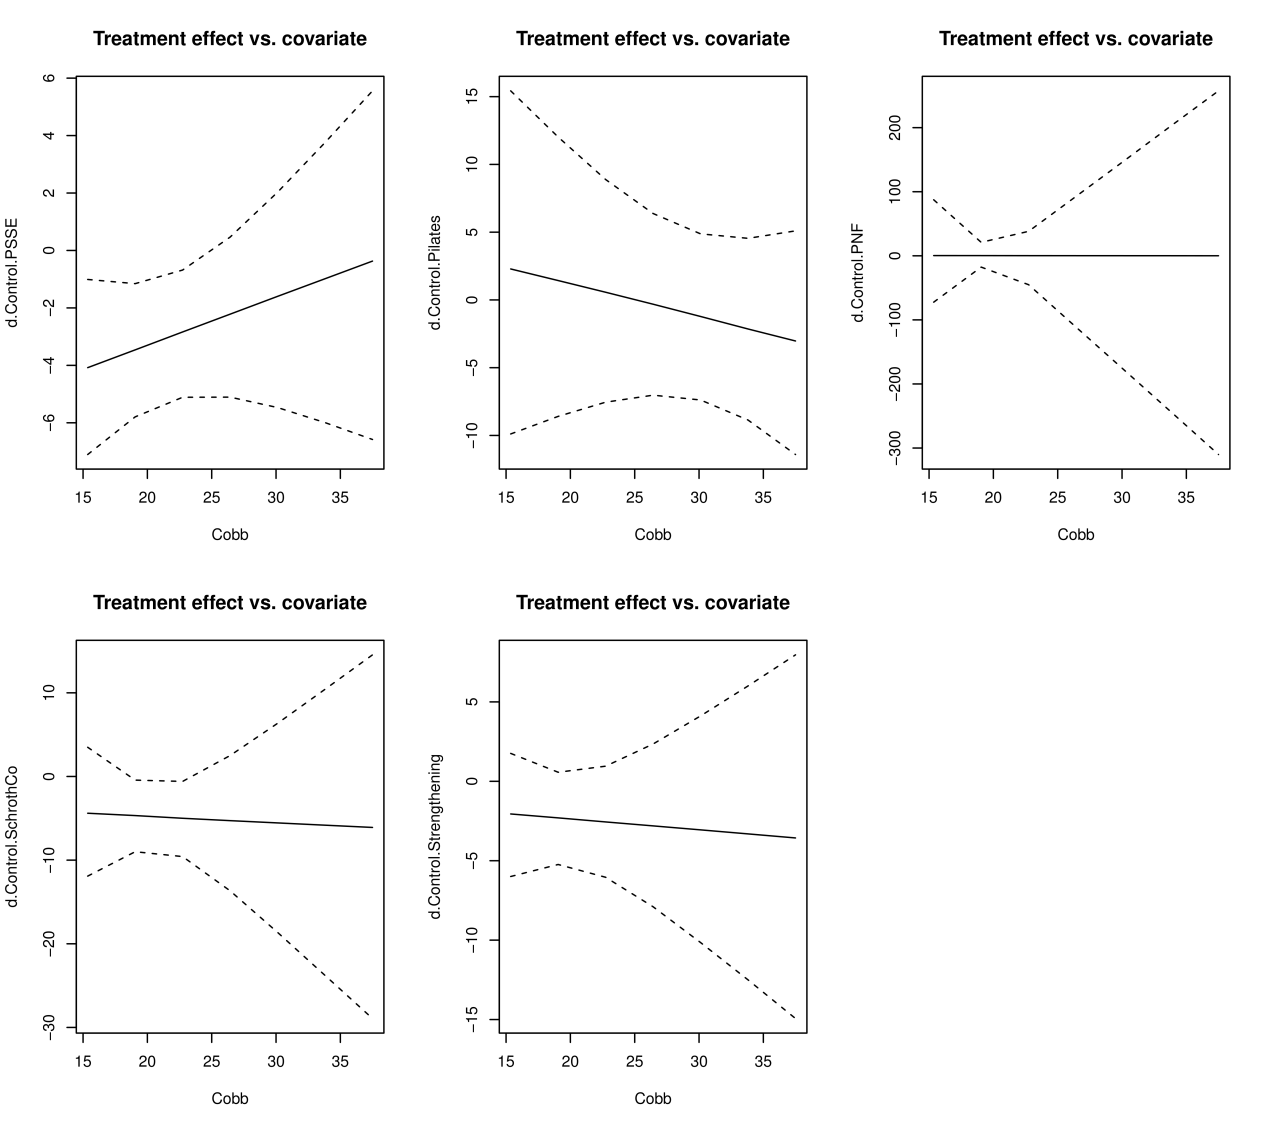 Treatment effect vs. covariate
d.Control.PSSE
6
4
2
0
−2
−4
−6
15 20 25 30 35
Cobb
Treatment effect vs. covariate
d.Control.Pilates
15
10
5
0
−5
−10
15 20 25 30 35
Cobb
Treatment effect vs. covariate
d.Control.PNF
200
100
0
−100
−200
−300
15 20 25 30 35
Cobb
Treatment effect vs. covariate
d.Control.SchrothCo
10
0
−10
−20
−30
15 20 25 30 35
Cobb
Treatment effect vs. covariate
d.Control.Strengthening
5
0
−5
−10
−15
15 20 25 30 35
Cobb